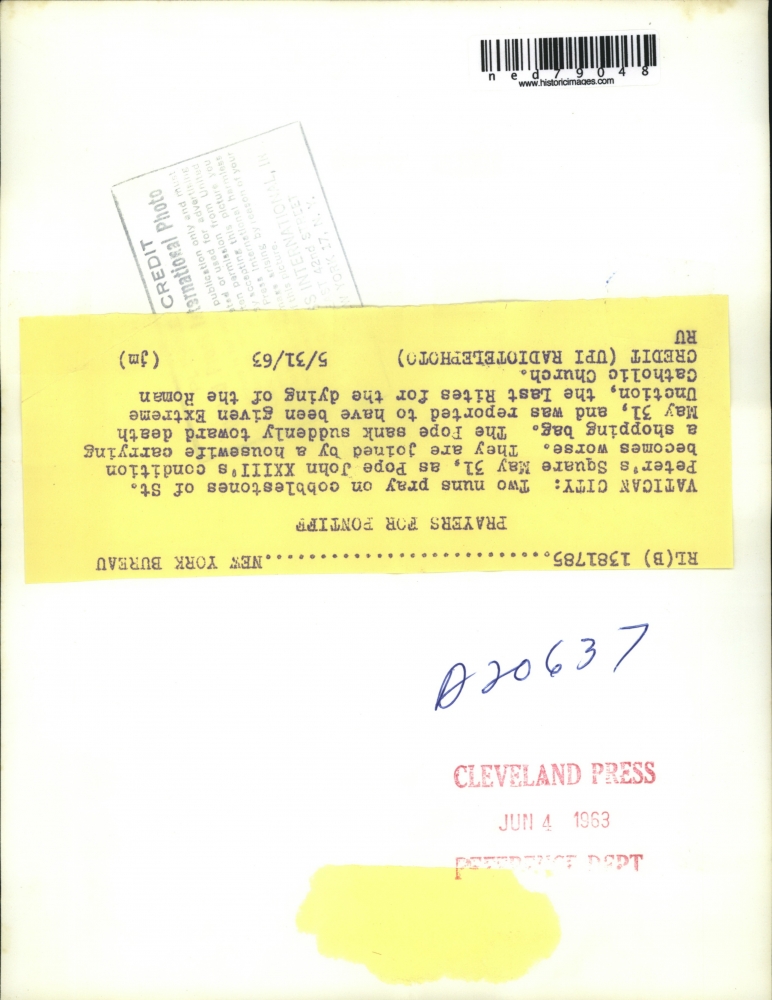 ned79048
www.historicimages.com
CREDIT
ternational Photo
RL(B) 1381785..............................NEW YORK BUREAU
PRAYERS FOR PONTIFF
VATICAN CITY: Two nuns pray on cobblestones of St.
Peter's Square May 31, as Pope John XXIII's condition
becomes worse. They are joined by a housewife carrying
a shopping bag. The Pope sank suddenly toward death
May 31, and was reported to have been given Extreme
Unction, the Last Rites for the dying of the Roman
Catholic Church.
CREDIT (UPI RADIOTELEPHOTO) 5/31/63 (jm)
RU
A20637
CLEVELAND PRESS
JUN 4 1963
DEPT